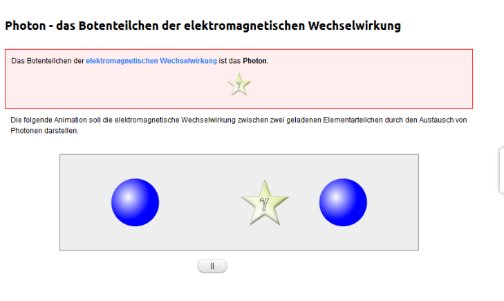 Photon - das Botenteilchen der elektromagnetischen Wechselwirkung
Das Botenteilchen der elektromagnetischen Wechselwirkung ist das Photon.
γ
Die folgende Animation soll die elektromagnetische Wechselwirkung zwischen zwei geladenen Elementarteilchen durch den Austausch von
Photonen darstellen.
γ